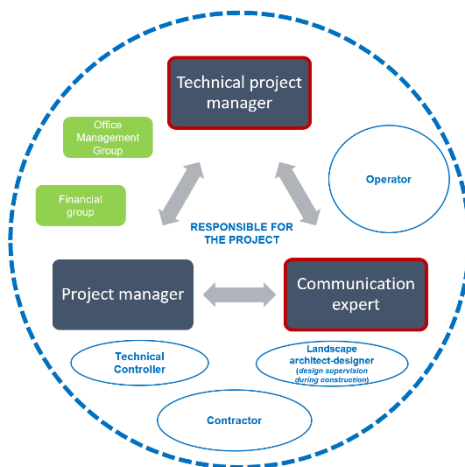 Technical project
manager
Office
Management
Group
Operator
Financial
group
RESPONSIBLE FOR
THE PROJECT
Project manager
Communication
expert
Technical
Controller
Landscape
architect-designer
(design supervision
during construction)
Contractor